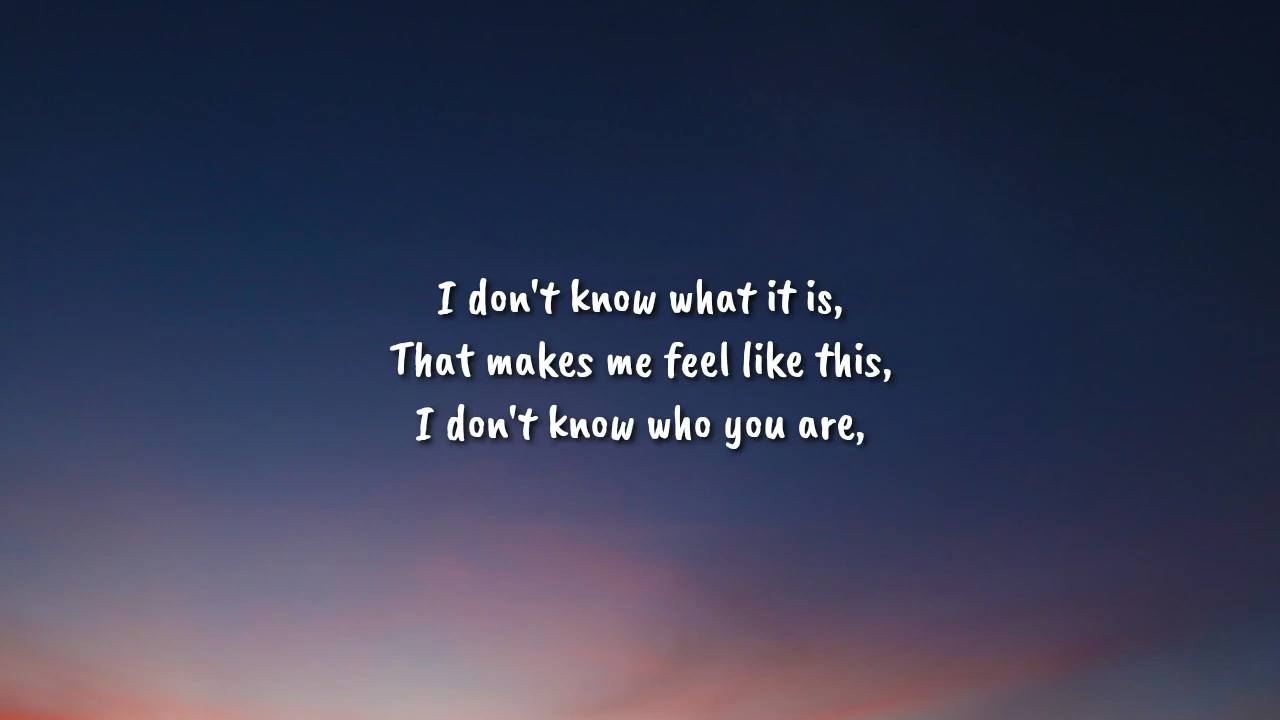 I don't know what it is,
That makes me feel like this,
I don't know who you are,